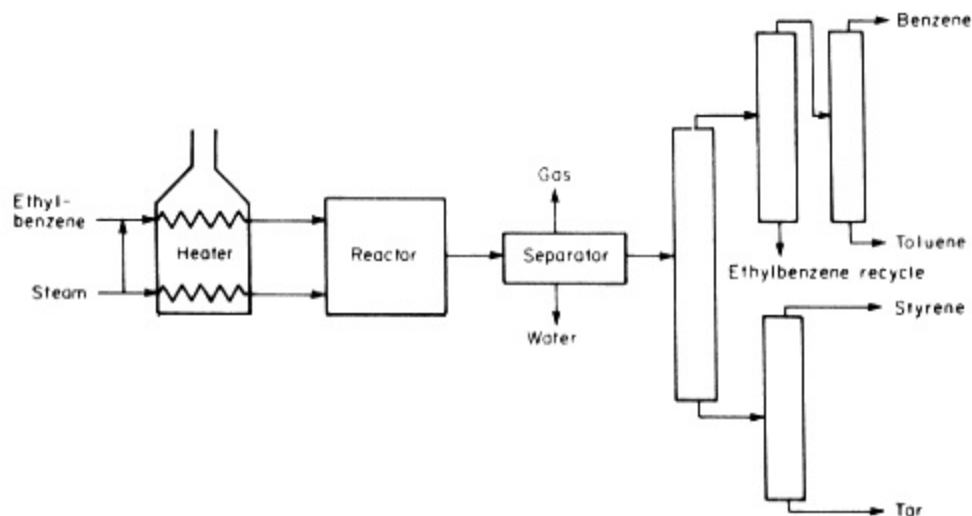 Benzene
Gas
Ethyl-
benzene
Heater
Reactor
Separator
Toluene
Ethylbenzene recycle
Steam
Styrene
Water
Tar